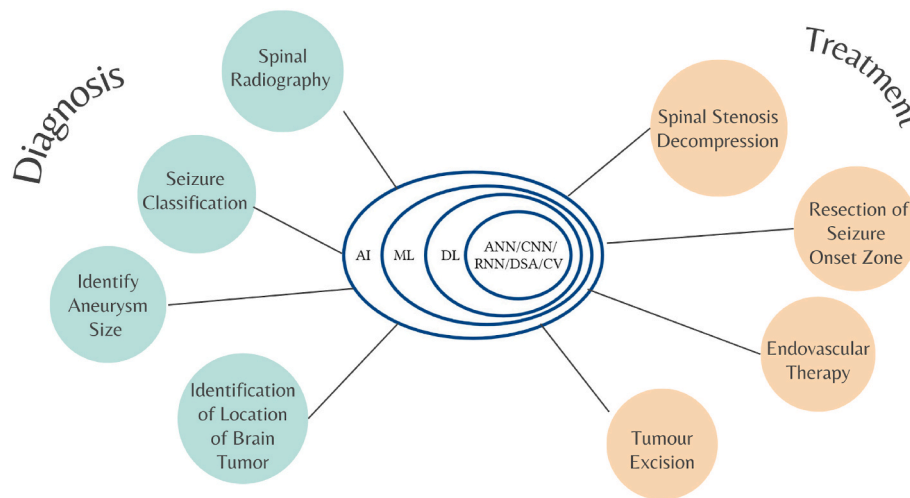 Diagnosis
Treatment
Spinal
Radiography
Seizure
Classification
Identify
Aneurysm
Size
Identification
of Location
of Brain
Tumor
AI
ML
DL
ANN/CNN/
RNN/DSA/CV
Spinal Stenosis
Decompression
Resection of
Seizure
Onset Zone
Endovascular
Therapy
Tumour
Excision